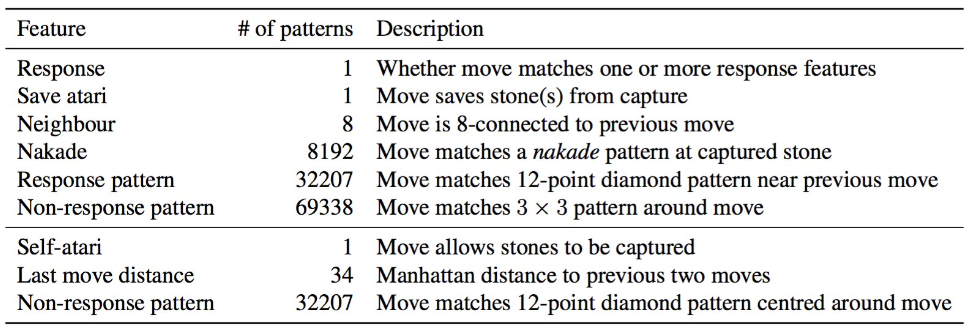 Feature # of patterns Description
Response 1 Whether move matches one or more response features
Save atari 1 Move saves stone(s) from capture
Neighbour 8 Move is 8-connected to previous move
Nakade 8192 Move matches a nakade pattern at captured stone
Response pattern 32207 Move matches 12-point diamond pattern near previous move
Non-response pattern 69338 Move matches 3 × 3 pattern around move
Self-atari 1 Move allows stones to be captured
Last move distance 34 Manhattan distance to previous two moves
Non-response pattern 32207 Move matches 12-point diamond pattern centred around move